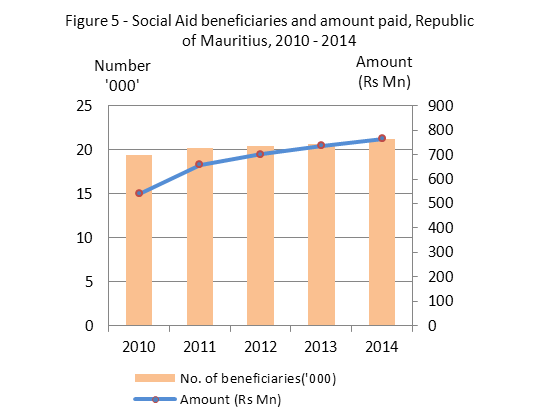 Figure 5 - Social Aid beneficiaries and amount paid, Republic
of Mauritius, 2010 - 2014
Number
'000'
Amount
(Rs Mn)
25
20
15
10
5
0
900
800
700
600
500
400
300
200
100
0
2010 2011 2012 2013 2014
No. of beneficiaries('000)
Amount (Rs Mn)